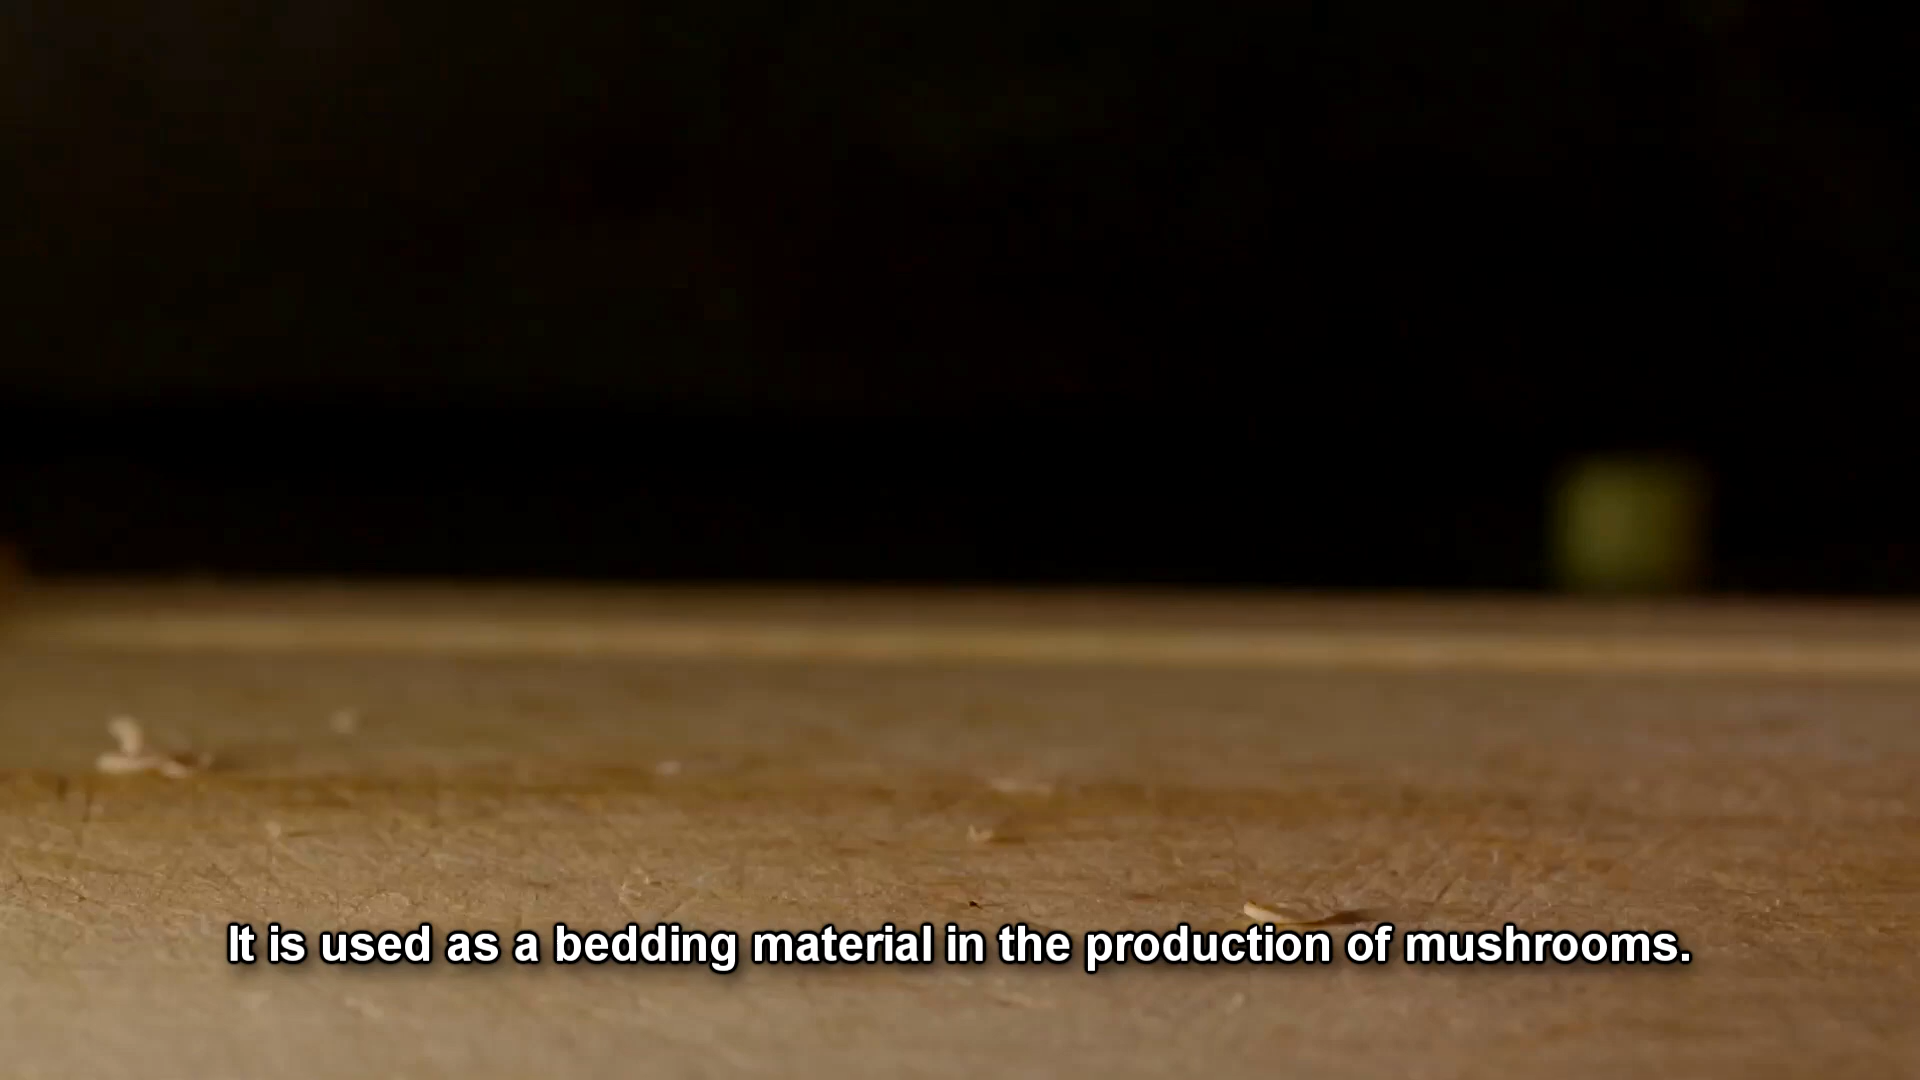 It is used as a bedding material in the production of mushrooms.